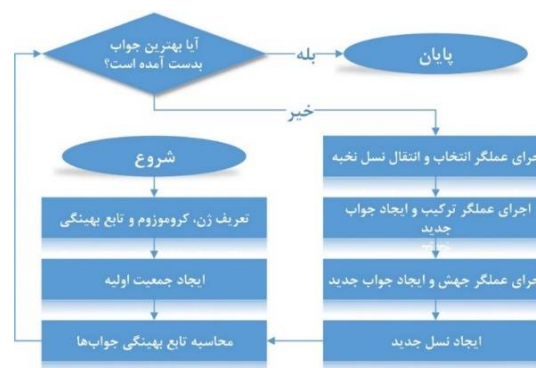 آیا بهترین جواب
بدست آمده است؟
بله
پایان
خیر
شروع
اجرای عملگر انتخاب و انتقال نسل نخبه
تعریف ژن، کروموزوم و تابع بهینگی
اجرای عملگر ترکیب و ایجاد جواب
جدید
ایجاد جمعیت اولیه
اجرای عملگر جهش و ایجاد جواب جدید
محاسبه تابع بهینگی جواب‌ها
ایجاد نسل جدید